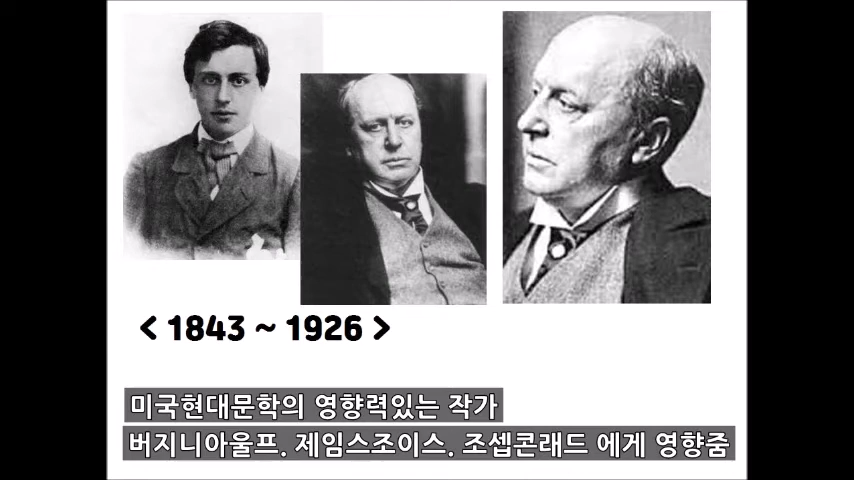 < 1843 ~ 1926 >
미국현대문학의 영향력있는 작가
버지니아울프. 제임스조이스. 조셉콘래드 에게 영향줌